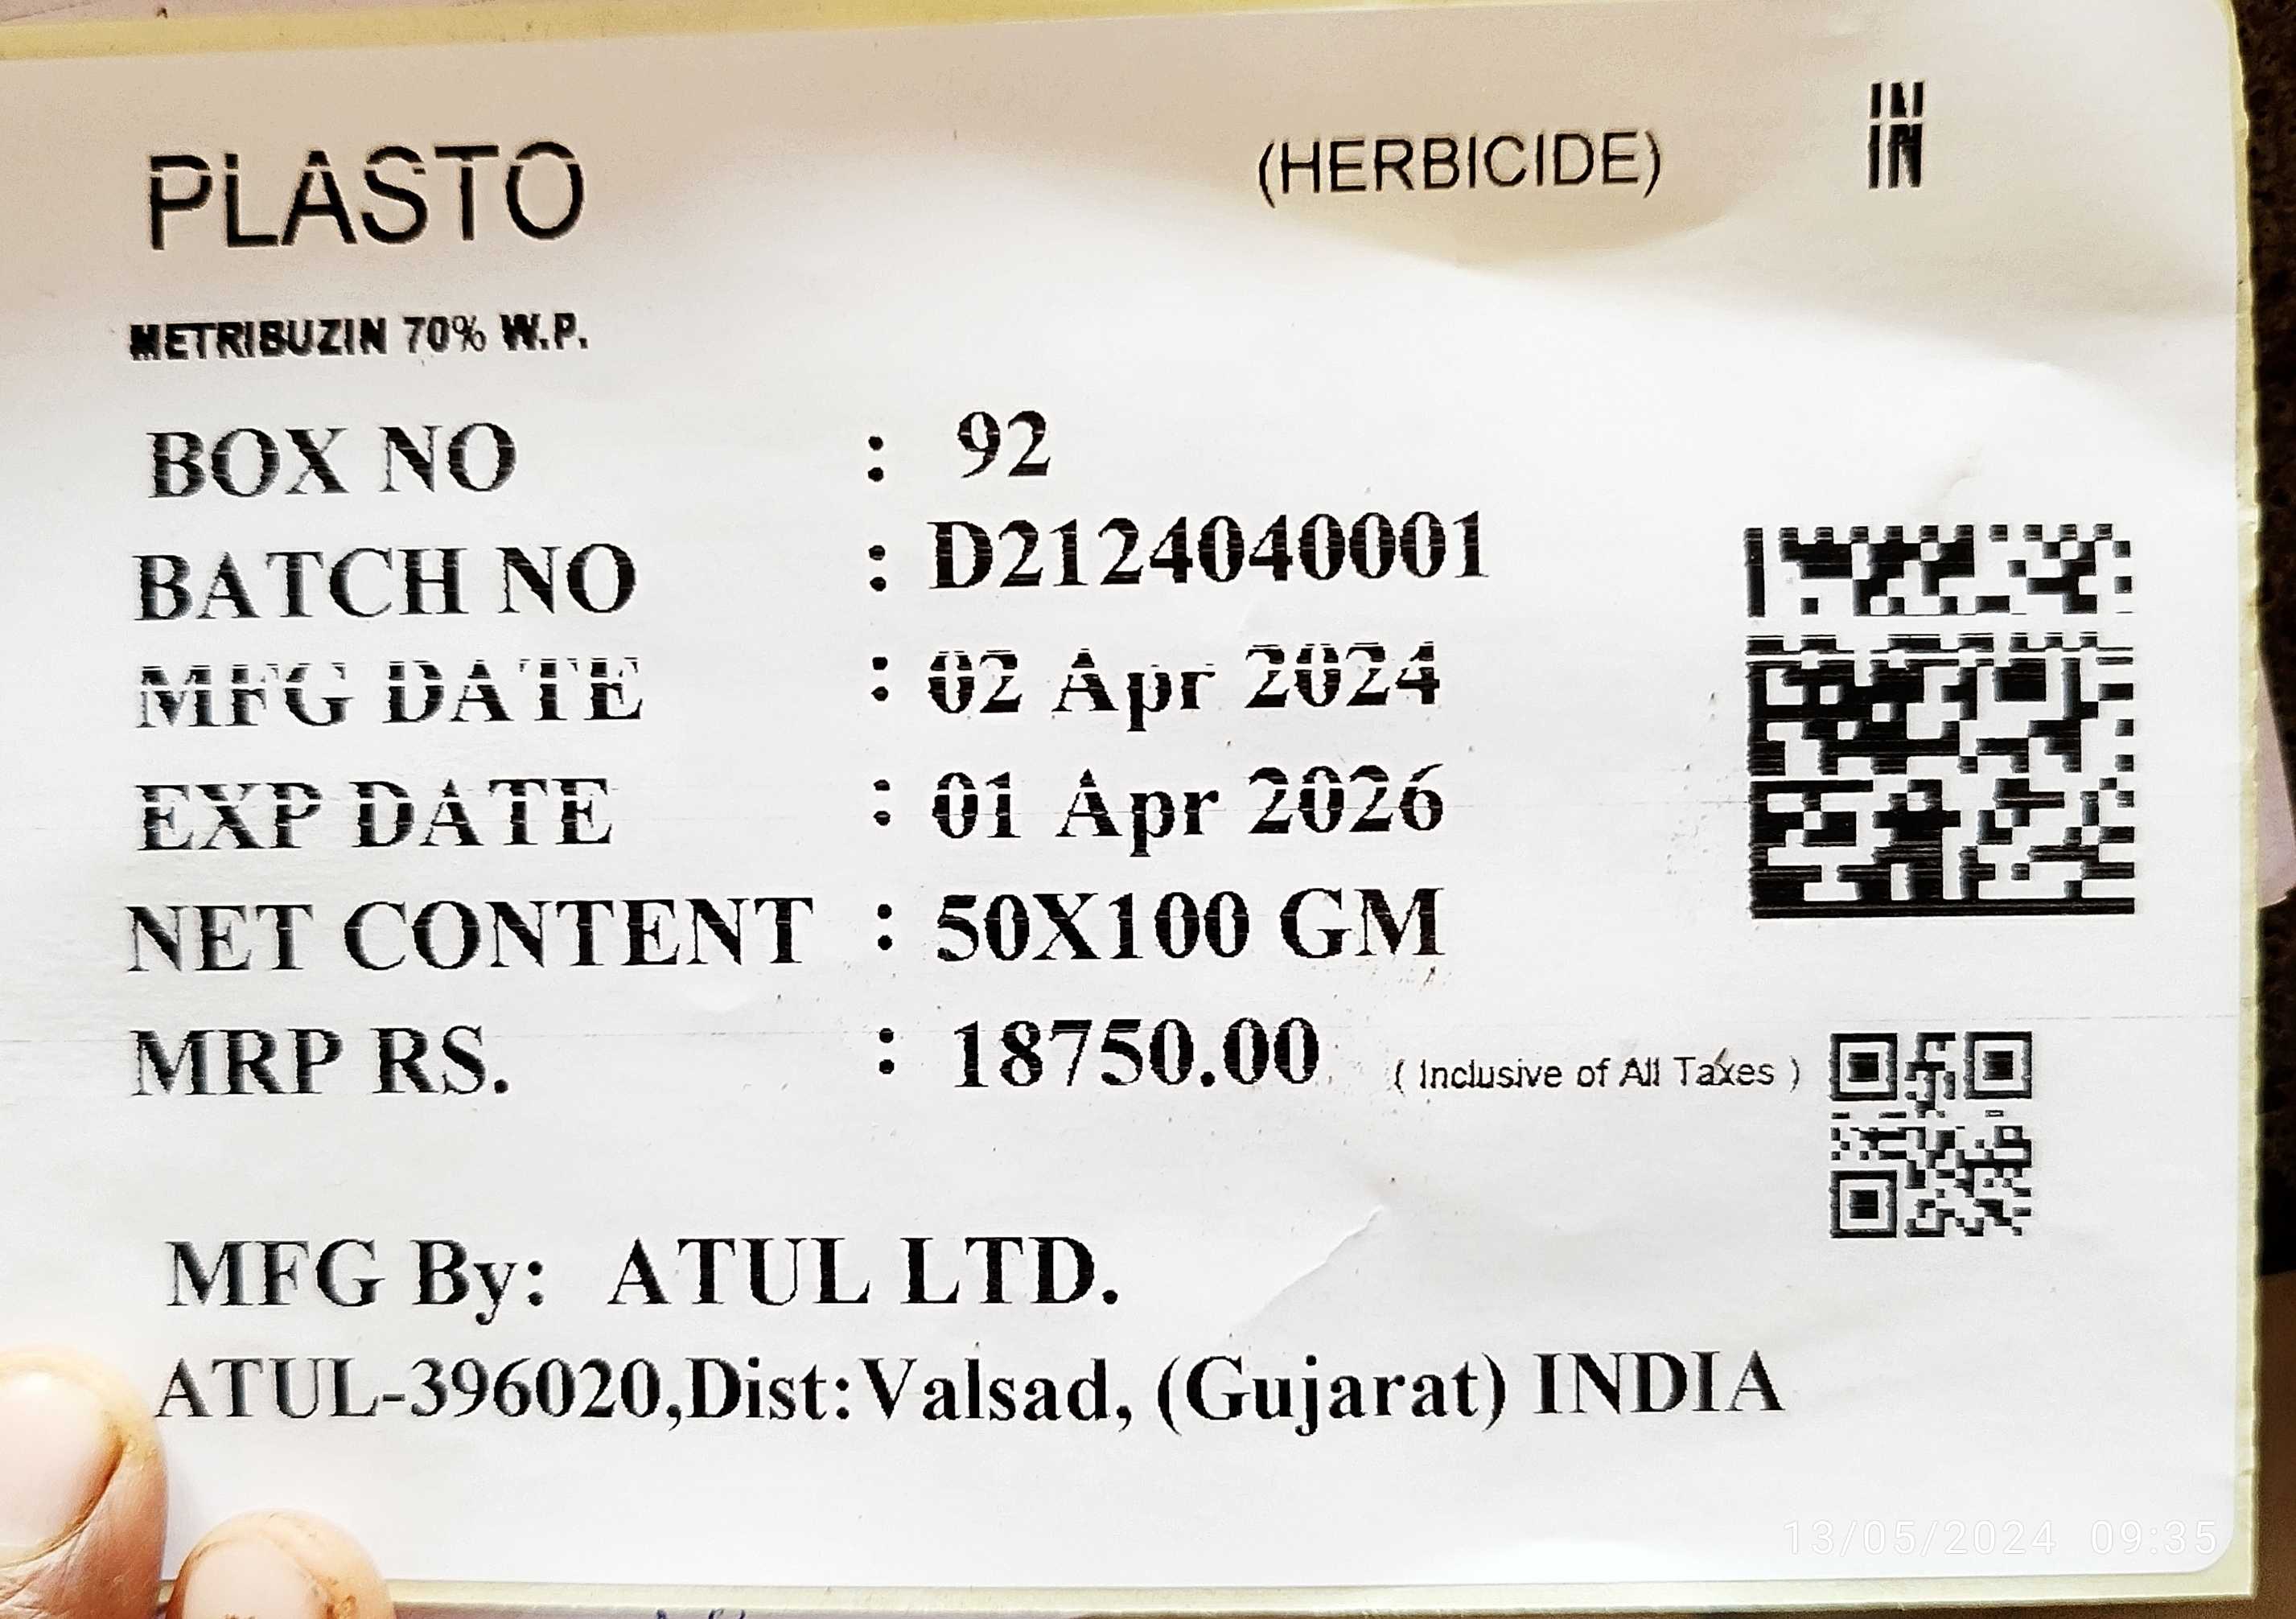 PLASTO (HERBICIDE) IN
METRIBUZIN 70% W.P.
BOX NO : 92
BATCH NO : D2124040001
MFG DATE : 02 Apr 2024
EXP DATE : 01 Apr 2026
NET CONTENT : 50X100 GM
MRP RS. : 18750.00 ( Inclusive of All Taxes )
MFG By: ATUL LTD.
ATUL-396020,Dist:Valsad, (Gujarat) INDIA
13/05/2024 09:35